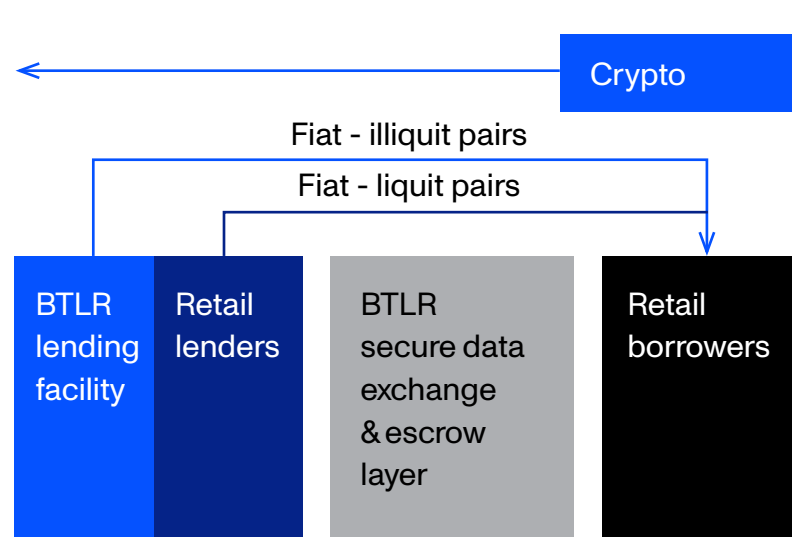 Crypto
Fiat - illiquit pairs
Fiat - liquit pairs
BTLR
lending
facility
Retail
lenders
BTLR
secure data
exchange
& escrow
layer
Retail
borrowers